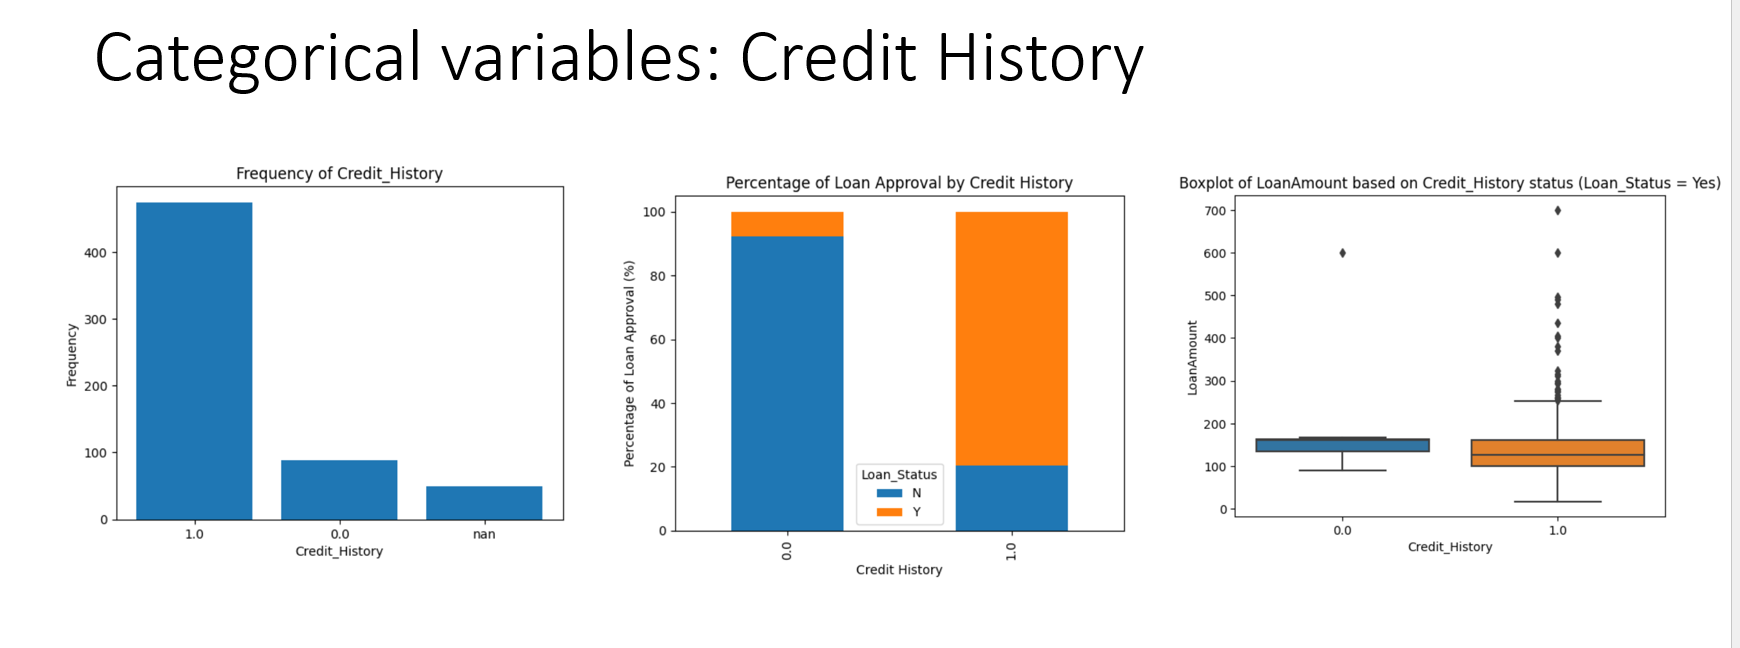 Categorical variables: Credit History
Frequency of Credit_History
Frequency
400
300
200
100
0
1.0
0.0
nan
Credit_History
Percentage of Loan Approval by Credit History
Percentage of Loan Approval (%)
100
80
60
40
20
0
Loan_Status
N
Y
0.0
1.0
Credit History
Boxplot of LoanAmount based on Credit_History status (Loan_Status = Yes)
LoanAmount
700
600
500
400
300
200
100
0
0.0
1.0
Credit_History